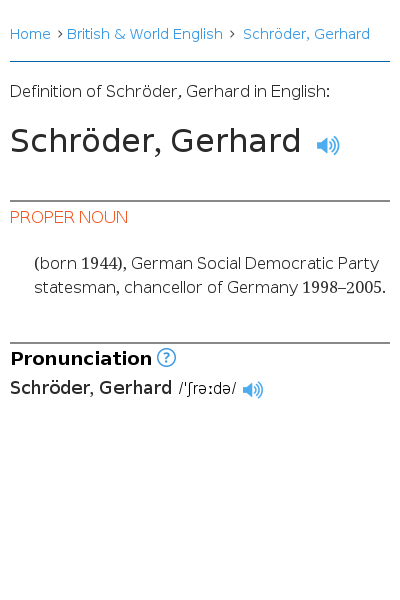 Home › British & World English › Schröder, Gerhard
Definition of Schröder, Gerhard in English:
Schröder, Gerhard
PROPER NOUN
(born 1944), German Social Democratic Party
statesman, chancellor of Germany 1998–2005.
Pronunciation ?
Schröder, Gerhard /ˈʃrəːdə/